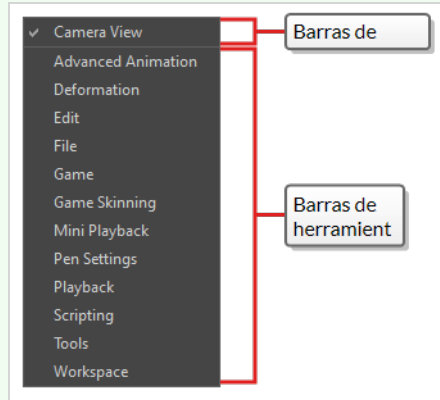 Camera View
Barras de
Advanced Animation
Deformation
Edit
File
Game
Game Skinning
Barras de
herramient
Mini Playback
Pen Settings
Playback
Scripting
Tools
Workspace